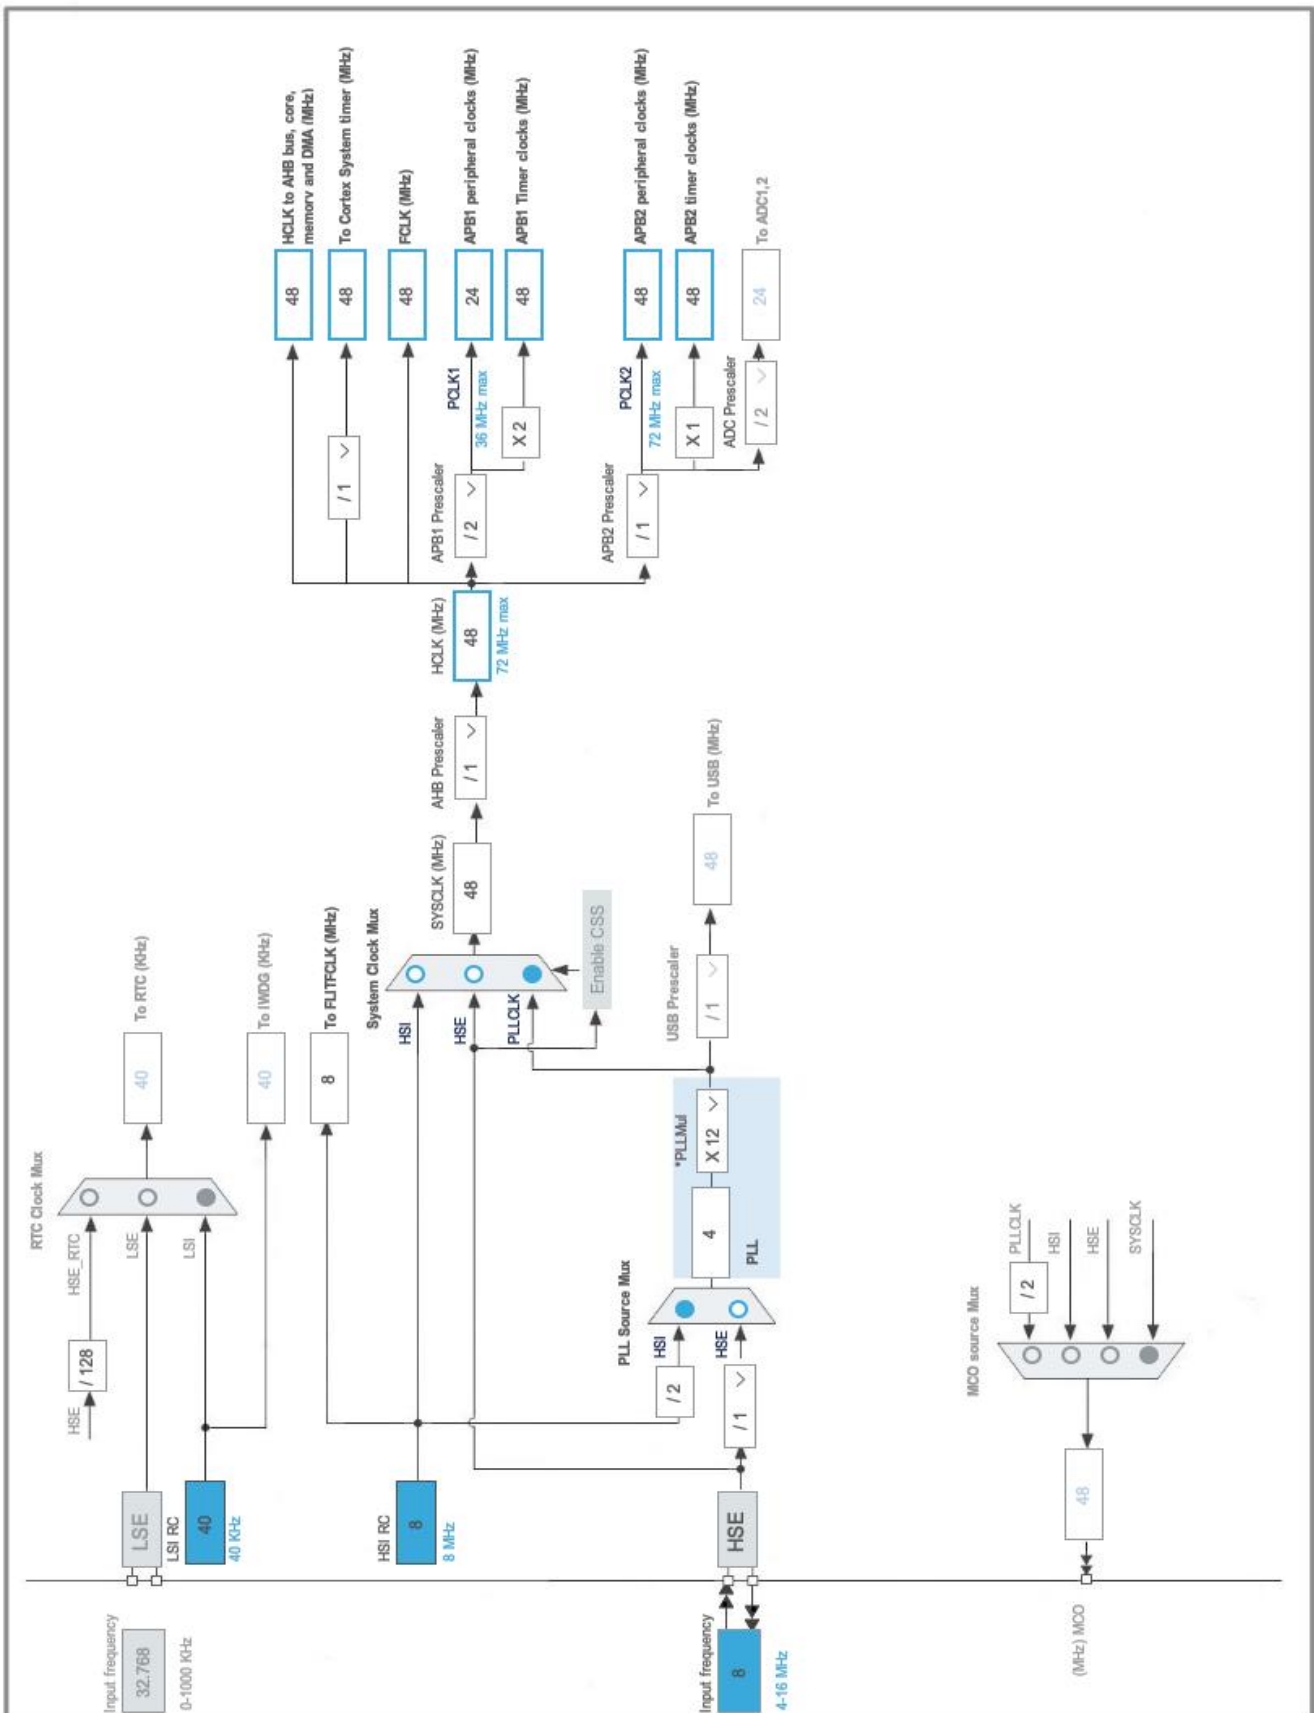 RTC Clock Mux
HSE
/ 128
HSE_RTC
Input frequency
32.768
0-1000 KHz
LSE
LSE
40
To RTC (KHz)
LSI RC
40
40 KHz
LSI
40
To IWDG (KHz)
8
To FLITFCLK (MHz)
HSI RC
8
8 MHz
System Clock Mux
HSI
HSE
PLLCLK
Enable CSS
SYSCLK (MHz)
48
AHB Prescaler
/ 1
HCLK (MHz)
48
72 MHz max
48
HCLK to AHB bus, core,
memory and DMA (MHz)
/ 1
48
To Cortex System timer (MHz)
48
FCLK (MHz)
APB1 Prescaler
/ 2
PCLK1
36 MHz max
24
APB1 peripheral clocks (MHz)
X 2
48
APB1 Timer clocks (MHz)
APB2 Prescaler
/ 1
PCLK2
72 MHz max
48
APB2 peripheral clocks (MHz)
X 1
48
APB2 timer clocks (MHz)
ADC Prescaler
/ 2
24
To ADC1,2
PLL Source Mux
/ 2
HSI
Input frequency
8
4-16 MHz
HSE
/ 1
HSE
4
*PLLMul
X 12
PLL
USB Prescaler
/ 1
48
To USB (MHz)
MCO source Mux
(MHz) MCO
48
/ 2
PLLCLK
HSI
HSE
SYSCLK